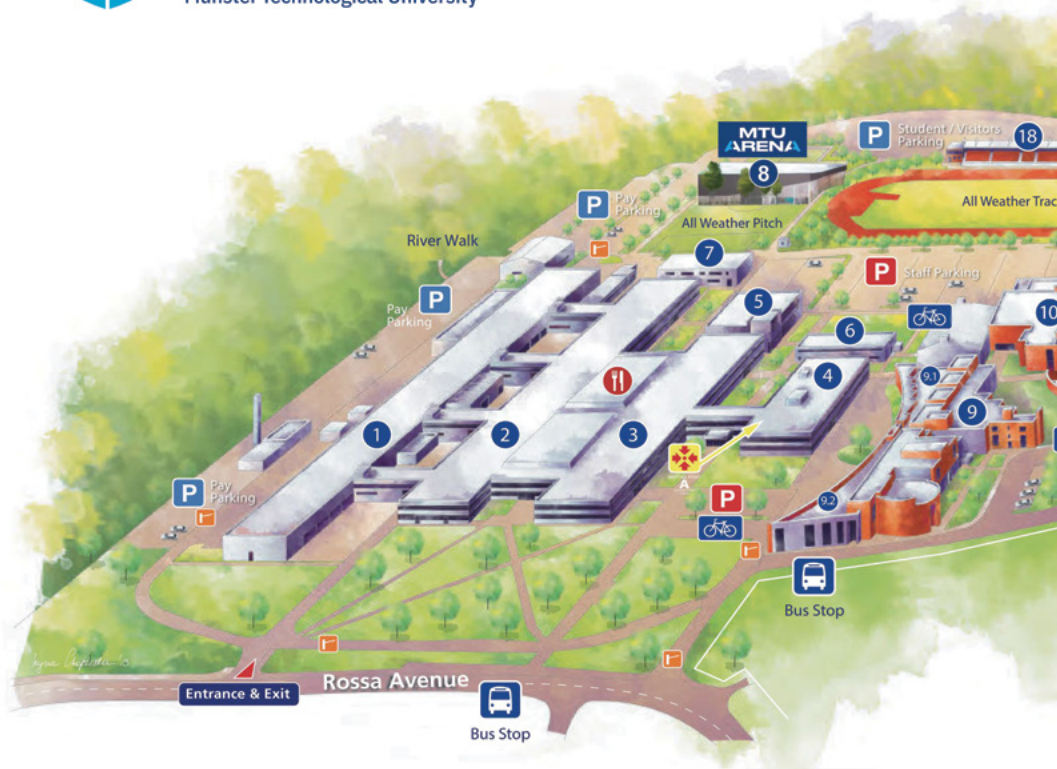 Munster Technological University
MTU
ARENA
8
P
Student / Visitors
Parking
18
P
Pay
Parking
All Weather Pitch
All Weather Trac
River Walk
7
P
Staff Parking
Pay
Parking
P
5
6
10
4
9.1
9
1
2
3
A
P
Pay
Parking
P
9.2
Bus Stop
Entrance & Exit
Rossa Avenue
Bus Stop